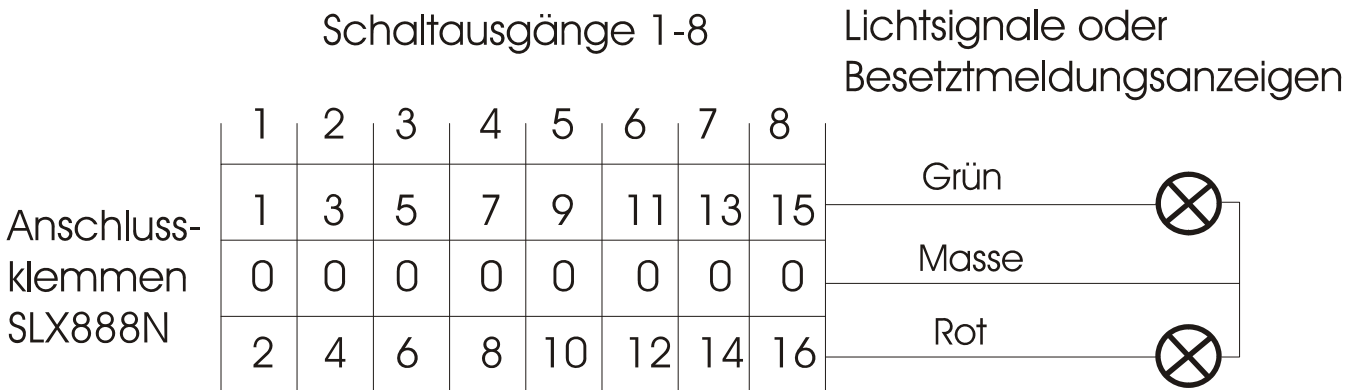 Schaltausgänge 1-8
Lichtsignale oder
Besetztmeldungsanzeigen
1 2 3 4 5 6 7 8
Anschluss-
klemmen
SLX888N
1 3 5 7 9 11 13 15
0 0 0 0 0 0 0 0
2 4 6 8 10 12 14 16
Grün
Masse
Rot